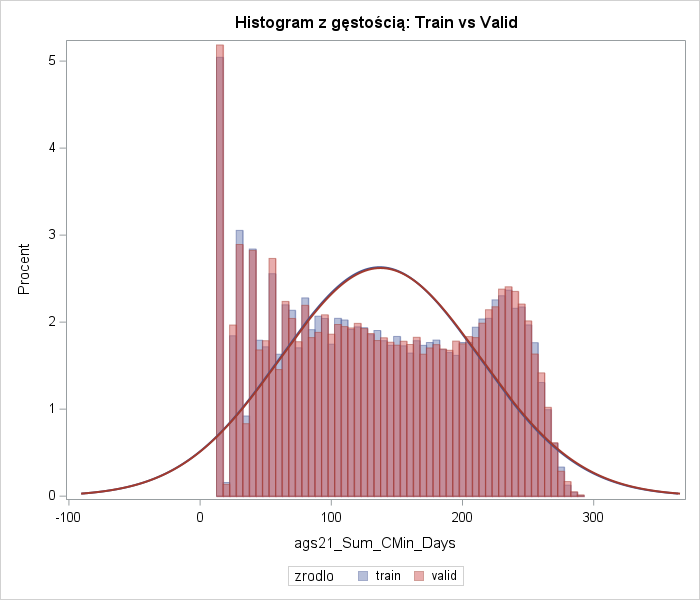 Histogram z gęstością: Train vs Valid
Procent
5
4
3
2
1
0
-100 0 100 200 300
ags21_Sum_CMin_Days
zrodlo train valid